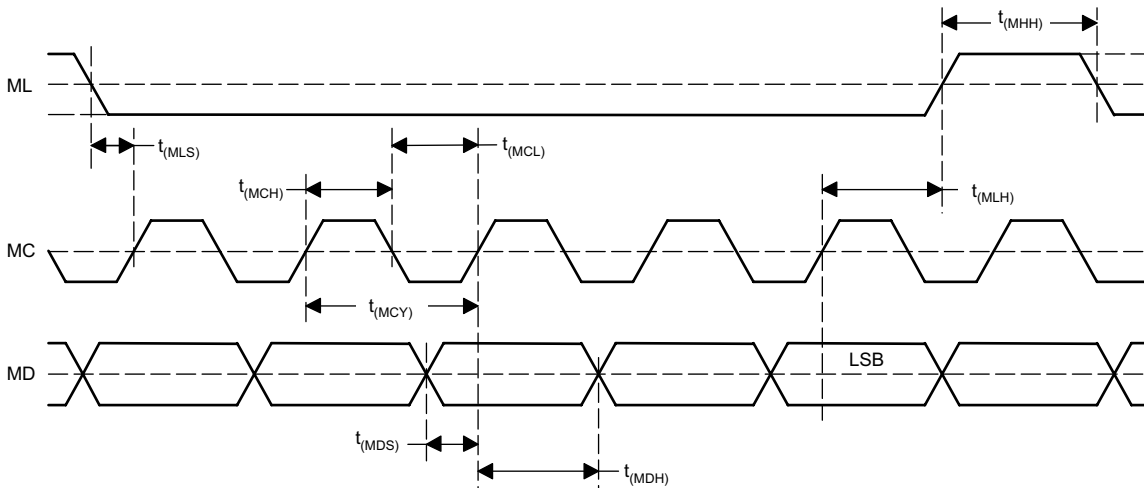 t(MHH)
ML
t(MLS)
t(MCL)
t(MCH)
t(MLH)
MC
t(MCY)
MD
LSB
t(MDS)
t(MDH)